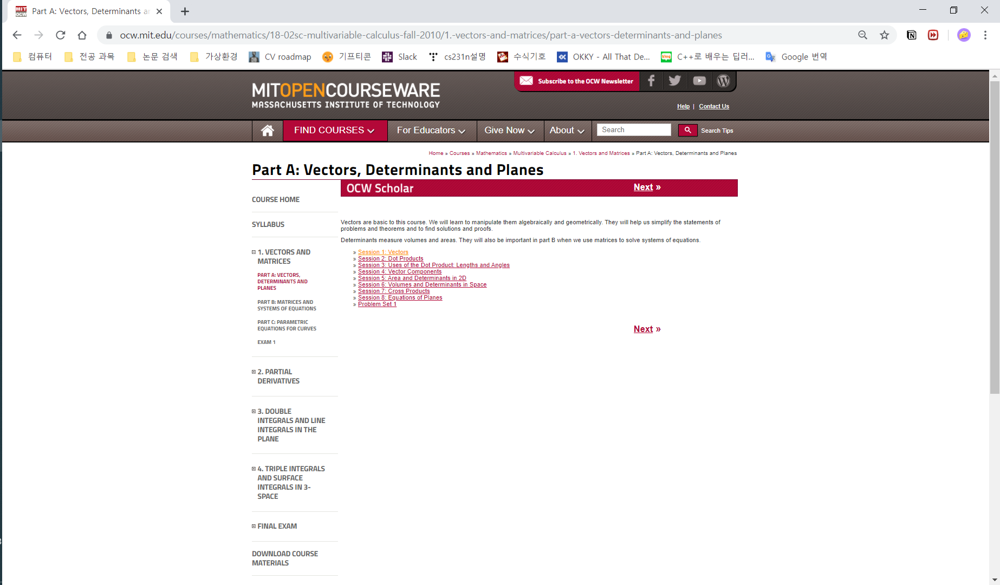 Part A: Vectors, Determinants ar
ocw.mit.edu/courses/mathematics/18-02sc-multivariable-calculus-fall-2010/1.-vectors-and-matrices/part-a-vectors-determinants-and-planes
컴퓨터 전공 과목 논문 검색 가상환경 CV roadmap 기프티콘 Slack cs231n설명 수식기호 OKKY - All That De... C++로 배우는 딥러... Google 번역
Subscribe to the OCW Newsletter
MITOPENCOURSEWARE
MASSACHUSETTS INSTITUTE OF TECHNOLOGY
Help | Contact Us
FIND COURSES For Educators Give Now About Search Search Tips
Home » Courses » Mathematics » Multivariable Calculus » 1. Vectors and Matrices » Part A: Vectors, Determinants and Planes
Part A: Vectors, Determinants and Planes
OCW Scholar Next »
COURSE HOME
SYLLABUS
1. VECTORS AND
MATRICES
PART A: VECTORS,
DETERMINANTS AND
PLANES
PART B: MATRICES AND
SYSTEMS OF EQUATIONS
PART C: PARAMETRIC
EQUATIONS FOR CURVES
EXAM 1
2. PARTIAL
DERIVATIVES
3. DOUBLE
INTEGRALS AND LINE
INTEGRALS IN THE
PLANE
4. TRIPLE INTEGRALS
AND SURFACE
INTEGRALS IN 3-
SPACE
FINAL EXAM
DOWNLOAD COURSE
MATERIALS
Vectors are basic to this course. We will learn to manipulate them algebraically and geometrically. They will help us simplify the statements of
problems and theorems and to find solutions and proofs.
Determinants measure volumes and areas. They will also be important in part B when we use matrices to solve systems of equations.
» Session 1: Vectors
» Session 2: Dot Products
» Session 3: Uses of the Dot Product: Lengths and Angles
» Session 4: Vector Components
» Session 5: Area and Determinants in 2D
» Session 6: Volumes and Determinants in Space
» Session 7: Cross Products
» Session 8: Equations of Planes
» Problem Set 1
Next »